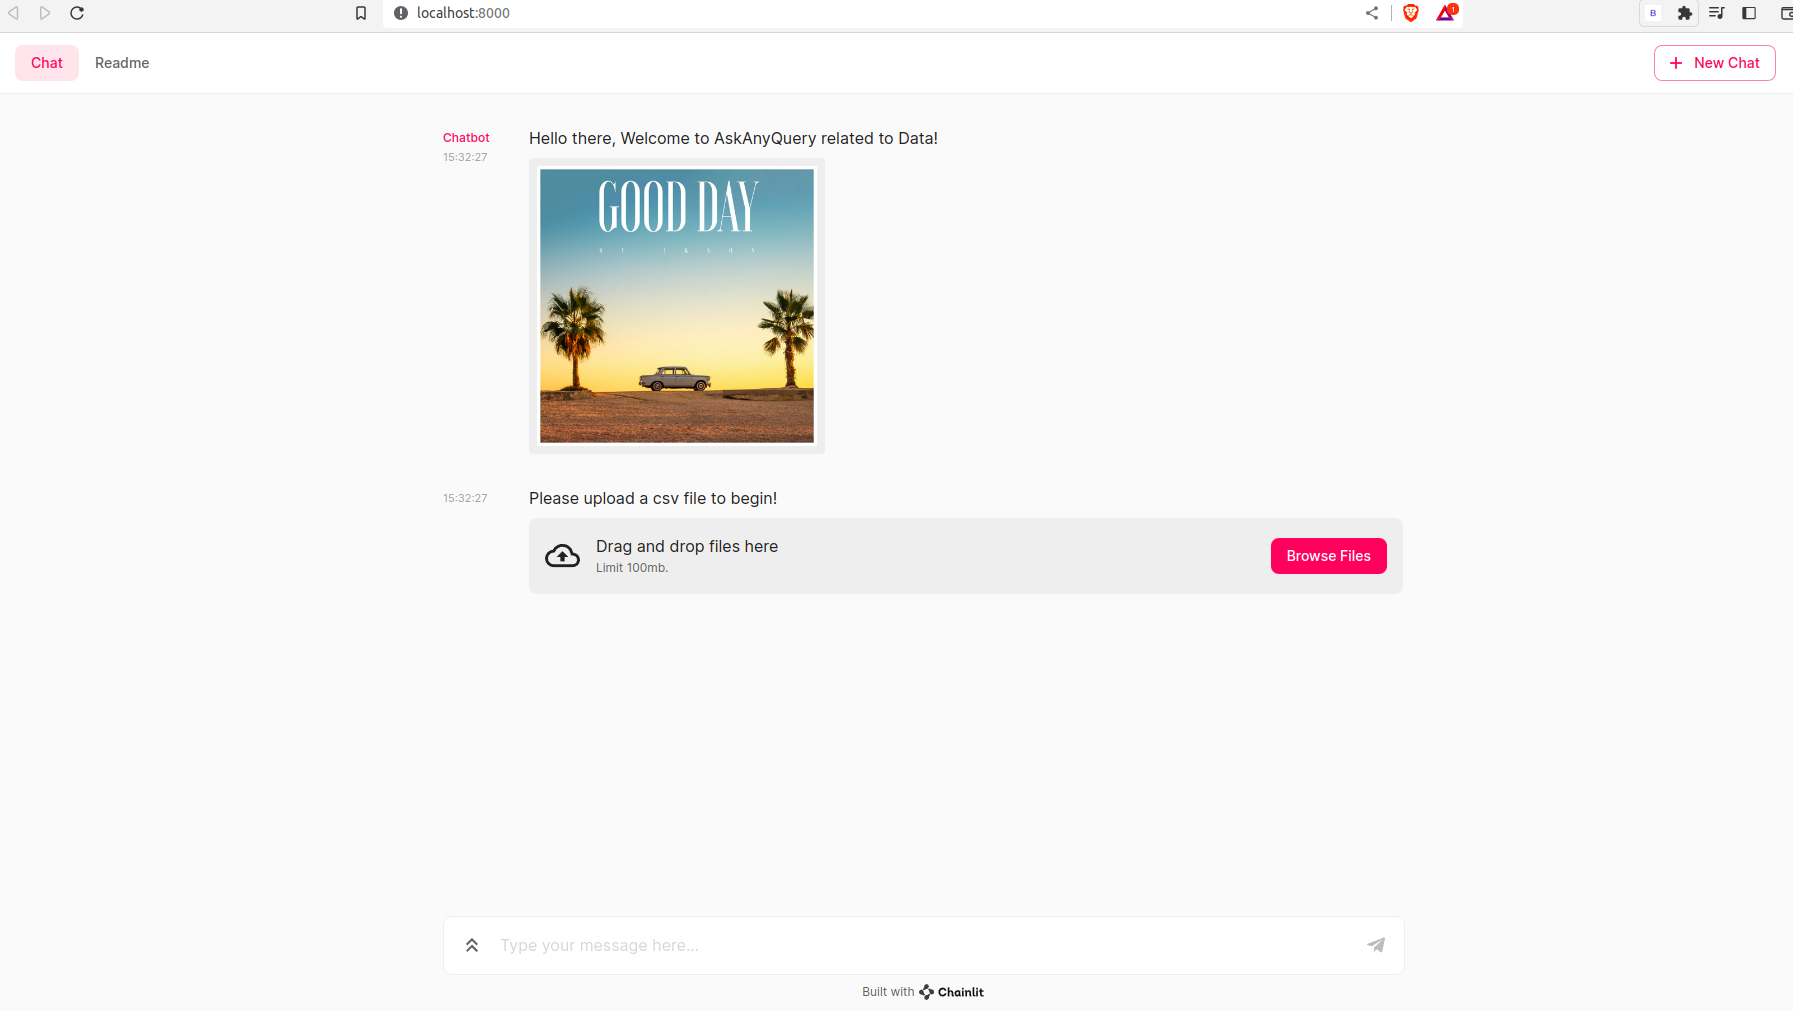 localhost:8000
1
B
Chat
Readme
New Chat
Chatbot
Hello there, Welcome to AskAnyQuery related to Data!
15:32:27
GOOD DAY
15:32:27
Please upload a csv file to begin!
Drag and drop files here
Limit 100mb.
Browse Files
Type your message here...
Built with Chainlit